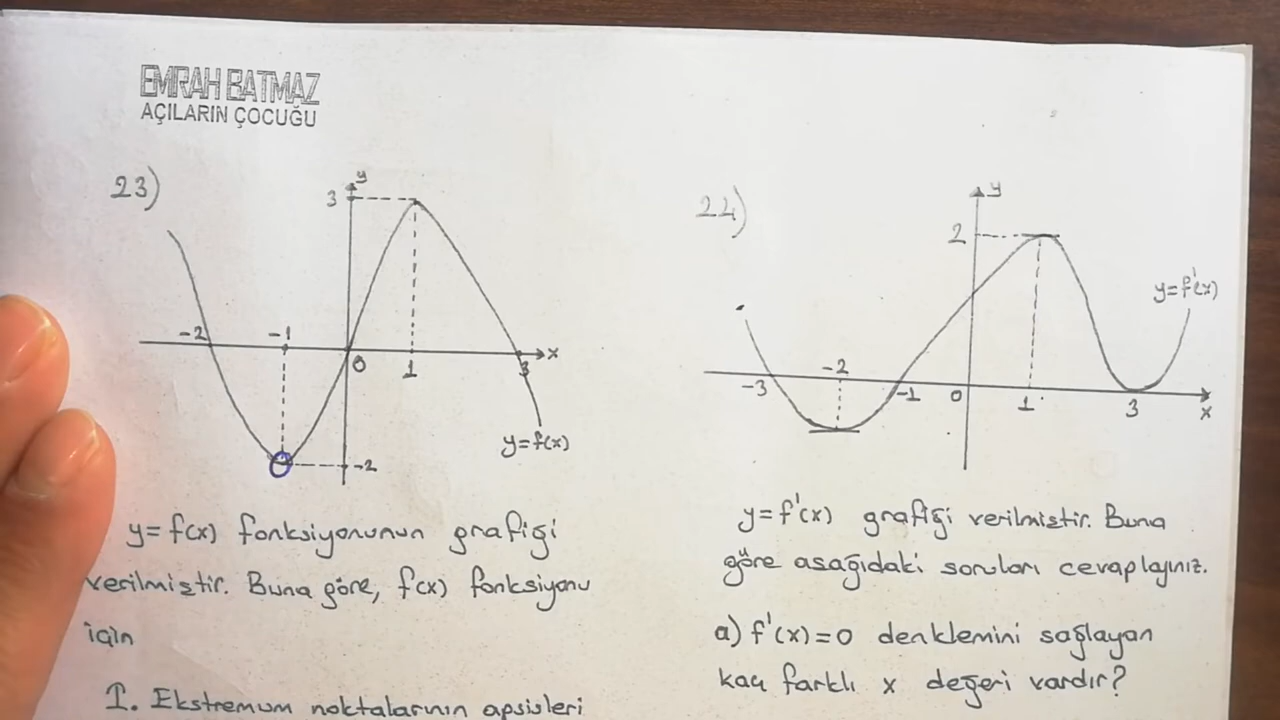 EMRAH BATMAZ
AÇILARIN ÇOCUĞU
23)
y
3
-2
-1
0
1
3
x
-2
y=f(x)
y=f(x) fonksiyonunun grafiği
verilmiştir. Buna göre, f(x) fonksiyonu
için
I. Ekstremum noktalarının apsisleri
24)
y
2
y=f'(x)
-3
-2
-1
0
1
3
x
y=f'(x) grafiği verilmiştir. Buna
göre aşağıdaki soruları cevaplayınız.
a) f'(x)=0 denklemini sağlayan
kaç farklı x değeri vardır?